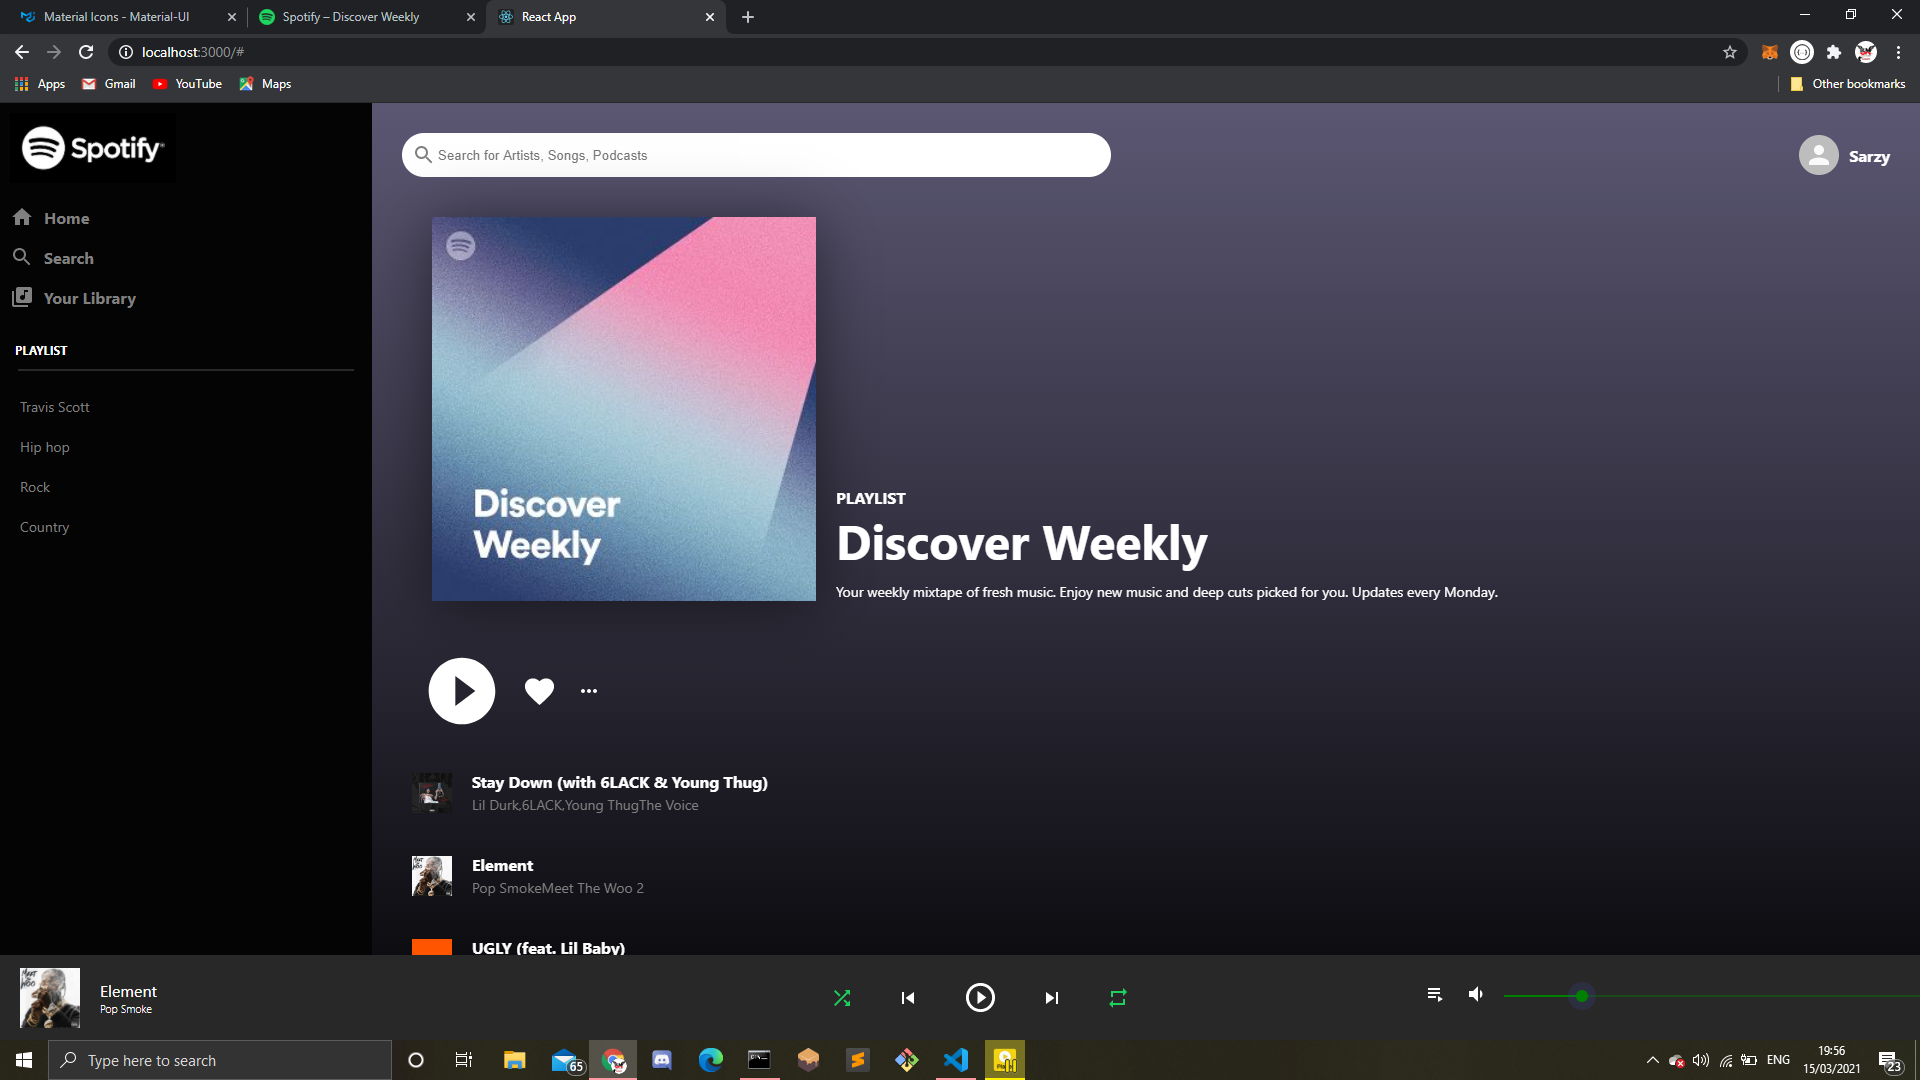 Material Icons - Material-UI
Spotify – Discover Weekly
React App
localhost:3000/#
Apps
Gmail
YouTube
Maps
Other bookmarks
Spotify
Search for Artists, Songs, Podcasts
Sarzy
Home
Search
Your Library
PLAYLIST
Travis Scott
Hip hop
Rock
Country
Discover
Weekly
PLAYLIST
Discover Weekly
Your weekly mixtape of fresh music. Enjoy new music and deep cuts picked for you. Updates every Monday.
Stay Down (with 6LACK & Young Thug)
Lil Durk,6LACK,Young ThugThe Voice
Element
Pop SmokeMeet The Woo 2
UGLY (feat. Lil Baby)
Element
Pop Smoke
Type here to search
65
ENG
19:56
15/03/2021
23